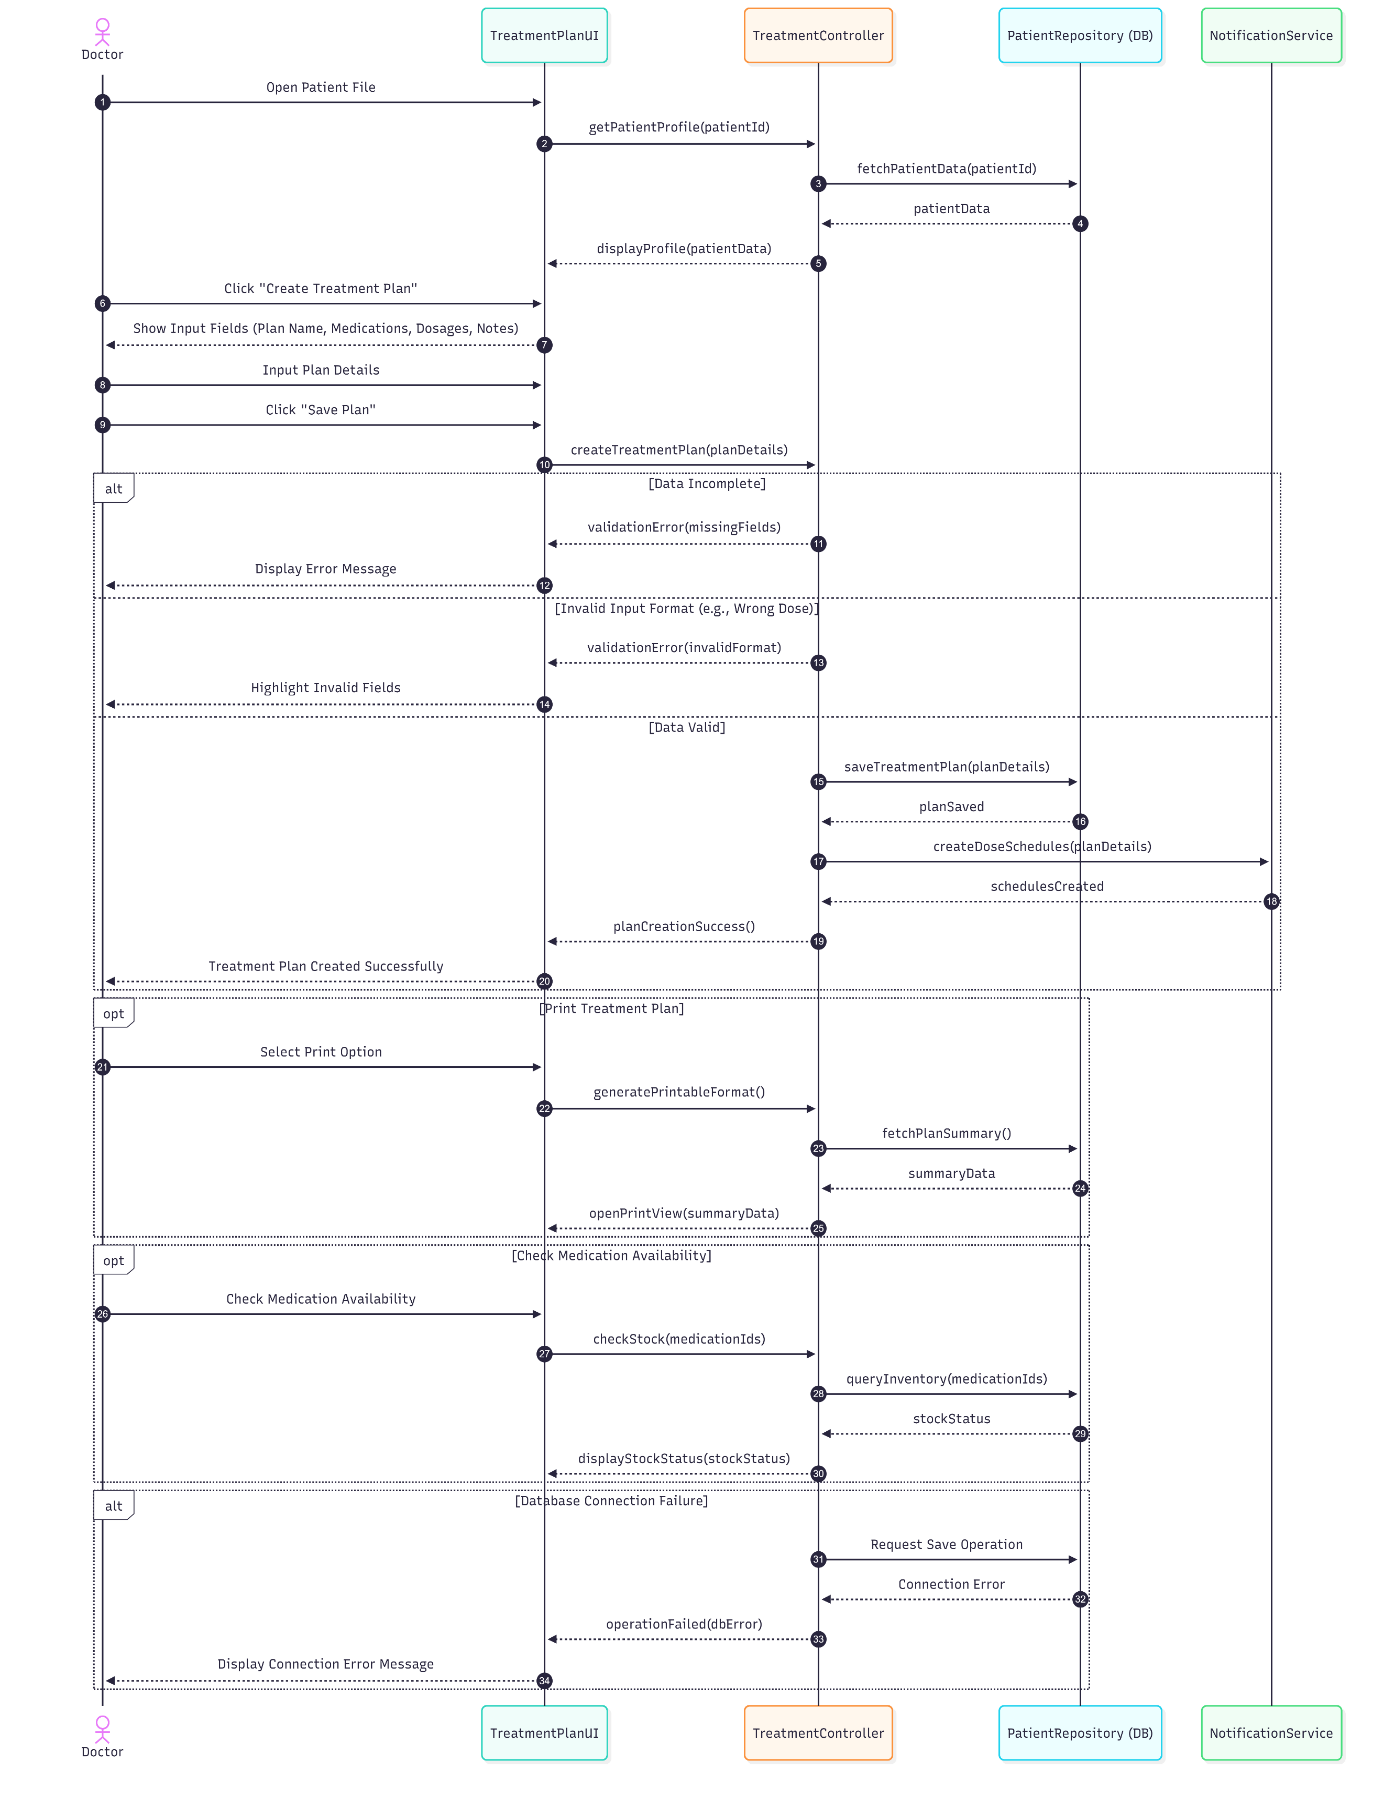 Doctor
TreatmentPlanUI
TreatmentController
PatientRepository (DB)
NotificationService
Open Patient File
1
getPatientProfile(patientId)
2
fetchPatientData(patientId)
3
patientData
4
displayProfile(patientData)
5
Click "Create Treatment Plan"
6
Show Input Fields (Plan Name, Medications, Dosages, Notes)
7
Input Plan Details
8
Click "Save Plan"
9
createTreatmentPlan(planDetails)
10
alt
[Data Incomplete]
validationError(missingFields)
11
Display Error Message
12
[Invalid Input Format (e.g., Wrong Dose)]
validationError(invalidFormat)
13
Highlight Invalid Fields
14
[Data Valid]
saveTreatmentPlan(planDetails)
15
planSaved
16
createDoseSchedules(planDetails)
17
schedulesCreated
18
planCreationSuccess()
19
Treatment Plan Created Successfully
20
opt
[Print Treatment Plan]
Select Print Option
21
generatePrintableFormat()
22
fetchPlanSummary()
23
summaryData
24
openPrintView(summaryData)
25
opt
[Check Medication Availability]
Check Medication Availability
26
checkStock(medicationIds)
27
queryInventory(medicationIds)
28
stockStatus
29
displayStockStatus(stockStatus)
30
alt
[Database Connection Failure]
Request Save Operation
31
Connection Error
32
operationFailed(dbError)
33
Display Connection Error Message
34
Doctor
TreatmentPlanUI
TreatmentController
PatientRepository (DB)
NotificationService